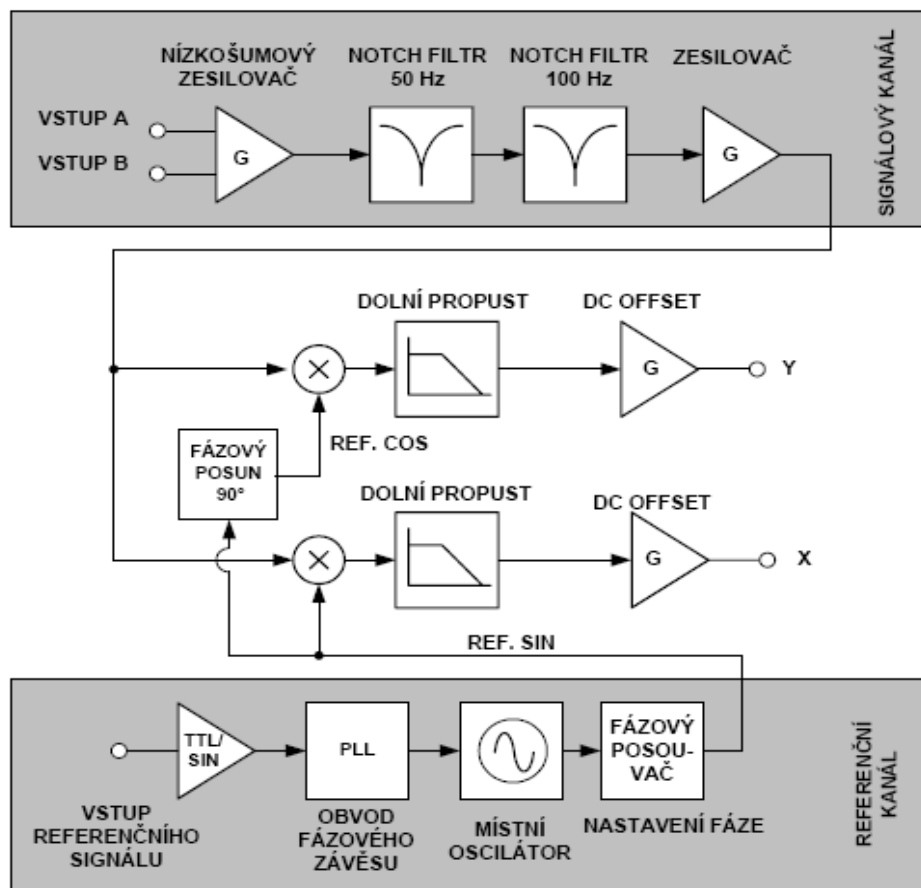 NÍZKOŠUMOVÝ
ZESILOVAČ
NOTCH FILTR
50 Hz
NOTCH FILTR
100 Hz
ZESILOVAČ
VSTUP A
VSTUP B
G
G
SIGNÁLOVÝ KANÁL
DOLNÍ PROPUST
DC OFFSET
G
Y
REF. COS
FÁZOVÝ
POSUN
90°
DOLNÍ PROPUST
DC OFFSET
G
X
REF. SIN
TTL/
SIN
PLL
FÁZOVÝ
POSOU-
VAČ
VSTUP
REFERENČNÍHO
SIGNÁLU
OBVOD
FÁZOVÉHO
ZÁVĚSU
MÍSTNÍ
OSCILÁTOR
NASTAVENÍ FÁZE
REFERENČNÍ
KANÁL